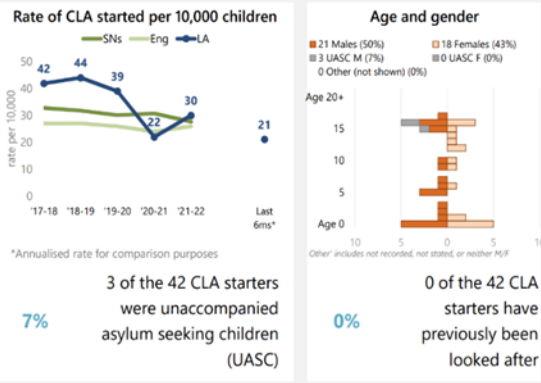 Rate of CLA started per 10,000 children
SNs Eng LA
rate per 10,000
50
40
30
20
10
0
42
44
39
22
30
21
'17-18 '18-19 '19-20 '20-21 '21-22 Last
6ms*
*Annualised rate for comparison purposes
7%
3 of the 42 CLA starters
were unaccompanied
asylum seeking children
(UASC)
Age and gender
21 Males (50%) 18 Females (43%)
3 UASC M (7%) 0 UASC F (0%)
0 Other (not shown) (0%)
Age 20+
15
10
5
Age 0
10 5 0 5 10
Other' includes not recorded, not stated, or neither M/F
0%
0 of the 42 CLA
starters have
previously been
looked after